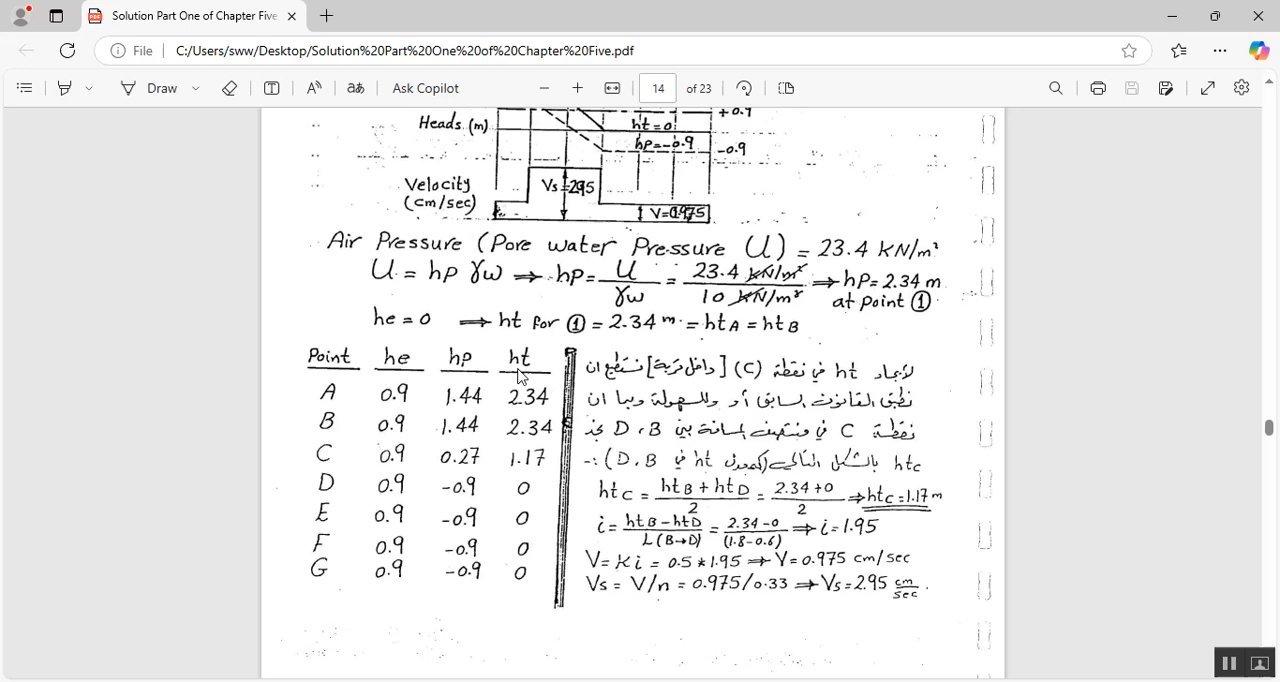 Solution Part One of Chapter Five
File C:/Users/sww/Desktop/Solution%20Part%20One%20of%20Chapter%20Five.pdf
Draw aあ Ask Copilot 14 of 23
+0.9
Heads (m) ht=0
hp=-0.9 -0.9
Velocity Vs=2.95
(cm/sec) V=0.975
Air Pressure (Pore water Pressure U) = 23.4 KN/m²
U = hp γw ⇒ hp = U/γw = 23.4 KN/m² / 10 KN/m³ ⇒ hp = 2.34 m
at point ①
he = 0 ⇒ ht for ① = 2.34 m = htA = htB
Point he hp ht
A 0.9 1.44 2.34
B 0.9 1.44 2.34
C 0.9 0.27 1.17
D 0.9 -0.9 0
E 0.9 -0.9 0
F 0.9 -0.9 0
G 0.9 -0.9 0
لإيجاد ht في نقطة (C) [داخل تربة] نستطيع ان
نطبق القانون السابق أو وللسهولة وبما ان
نقطة C في منتصف المسافة بين D , B نجد
htc بالشكل التالي (كمعدل ht في D, B) :-
htC = htB + htD / 2 = 2.34+0 / 2 ⇒ htC = 1.17 m
i = htB - htD / L(B→D) = 2.34-0 / (1.8-0.6) ⇒ i = 1.95
V = Ki = 0.5 * 1.95 ⇒ V = 0.975 cm/sec
Vs = V/n = 0.975/0.33 ⇒ Vs = 2.95 cm/sec .